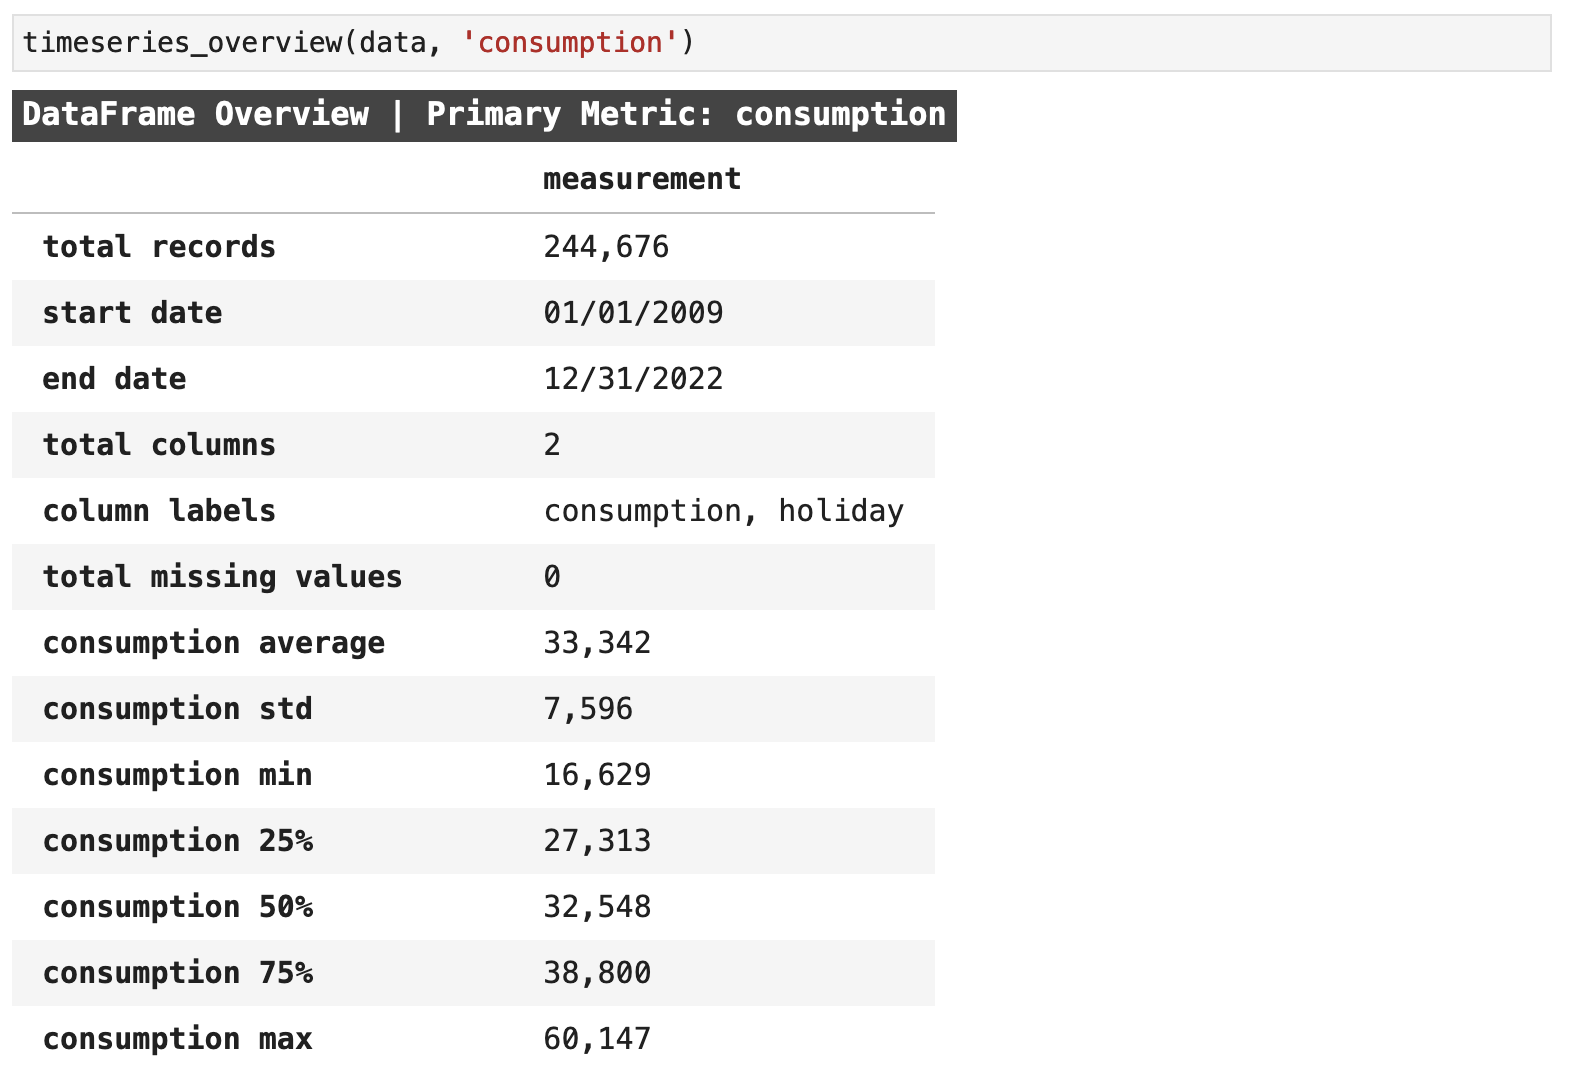 timeseries_overview(data, 'consumption')
DataFrame Overview | Primary Metric: consumption
measurement
total records 244,676
start date 01/01/2009
end date 12/31/2022
total columns 2
column labels consumption, holiday
total missing values 0
consumption average 33,342
consumption std 7,596
consumption min 16,629
consumption 25% 27,313
consumption 50% 32,548
consumption 75% 38,800
consumption max 60,147